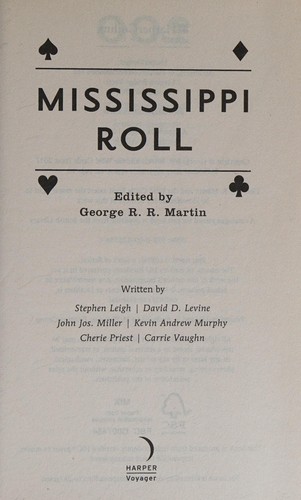 MISSISSIPPI
ROLL
Edited by
George R. R. Martin
Written by
Stephen Leigh | David D. Levine
John Jos. Miller | Kevin Andrew Murphy
Cherie Priest | Carrie Vaughn
HARPER
Voyager